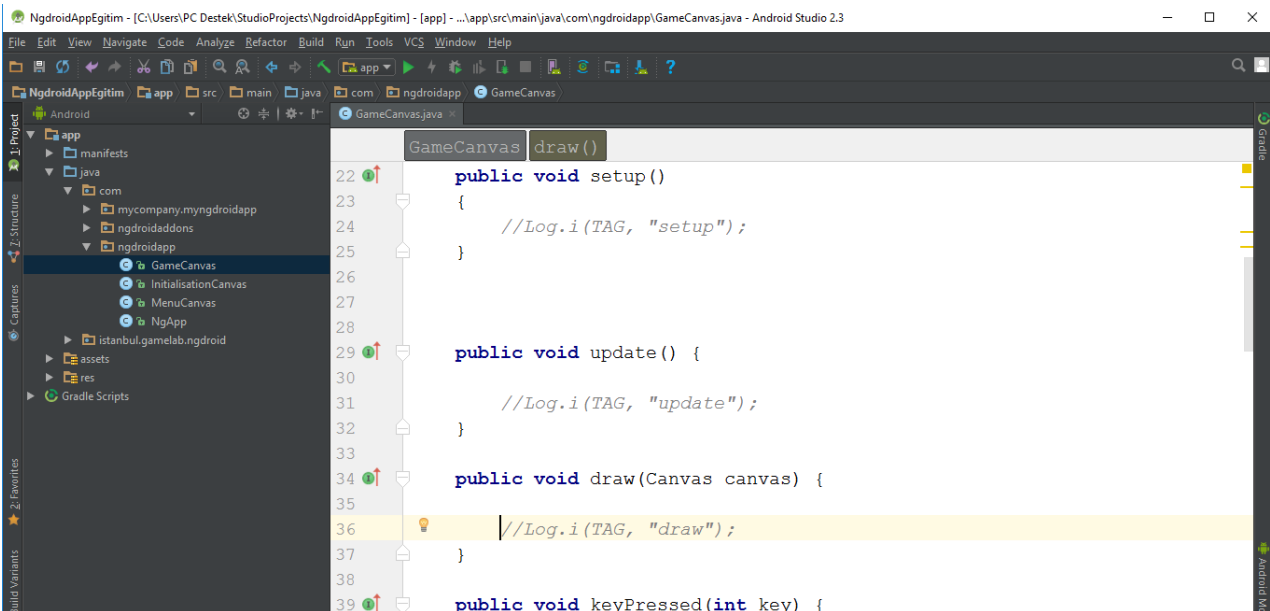 NgdroidAppEgitim - [C:\Users\PC Destek\StudioProjects\NgdroidAppEgitim] - [app] - ...\app\src\main\java\com\ngdroidapp\GameCanvas.java - Android Studio 2.3
File Edit View Navigate Code Analyze Refactor Build Run Tools VCS Window Help
app
NgdroidAppEgitim app src main java com ngdroidapp GameCanvas
1: Project
7: Structure
Captures
2: Favorites
Build Variants
Android
app
manifests
java
com
mycompany.myngdroidapp
ngdroidaddons
ngdroidapp
GameCanvas
InitialisationCanvas
MenuCanvas
NgApp
istanbul.gamelab.ngdroid
assets
res
Gradle Scripts
GameCanvas.java
GameCanvas draw()
22 public void setup()
23 {
24 //Log.i(TAG, "setup");
25 }
26
27
28
29 public void update() {
30
31 //Log.i(TAG, "update");
32 }
33
34 public void draw(Canvas canvas) {
35
36 //Log.i(TAG, "draw");
37 }
38
39 public void keyPressed(int key) {
Gradle